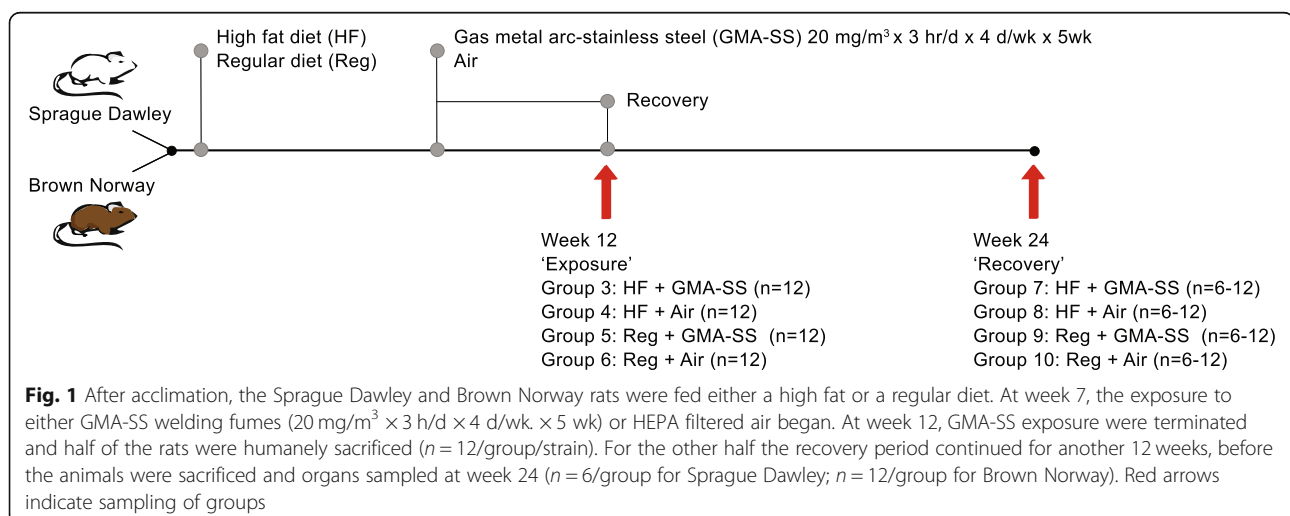 High fat diet (HF)
Regular diet (Reg)
Gas metal arc-stainless steel (GMA-SS) 20 mg/m³ x 3 hr/d x 4 d/wk x 5wk
Air
Recovery
Sprague Dawley
Brown Norway
Week 12
‘Exposure’
Group 3: HF + GMA-SS (n=12)
Group 4: HF + Air (n=12)
Group 5: Reg + GMA-SS (n=12)
Group 6: Reg + Air (n=12)
Week 24
‘Recovery’
Group 7: HF + GMA-SS (n=6-12)
Group 8: HF + Air (n=6-12)
Group 9: Reg + GMA-SS (n=6-12)
Group 10: Reg + Air (n=6-12)
Fig. 1 After acclimation, the Sprague Dawley and Brown Norway rats were fed either a high fat or a regular diet. At week 7, the exposure to
either GMA-SS welding fumes (20 mg/m³ × 3 h/d × 4 d/wk. × 5 wk) or HEPA filtered air began. At week 12, GMA-SS exposure were terminated
and half of the rats were humanely sacrificed (n = 12/group/strain). For the other half the recovery period continued for another 12 weeks, before
the animals were sacrificed and organs sampled at week 24 (n = 6/group for Sprague Dawley; n = 12/group for Brown Norway). Red arrows
indicate sampling of groups